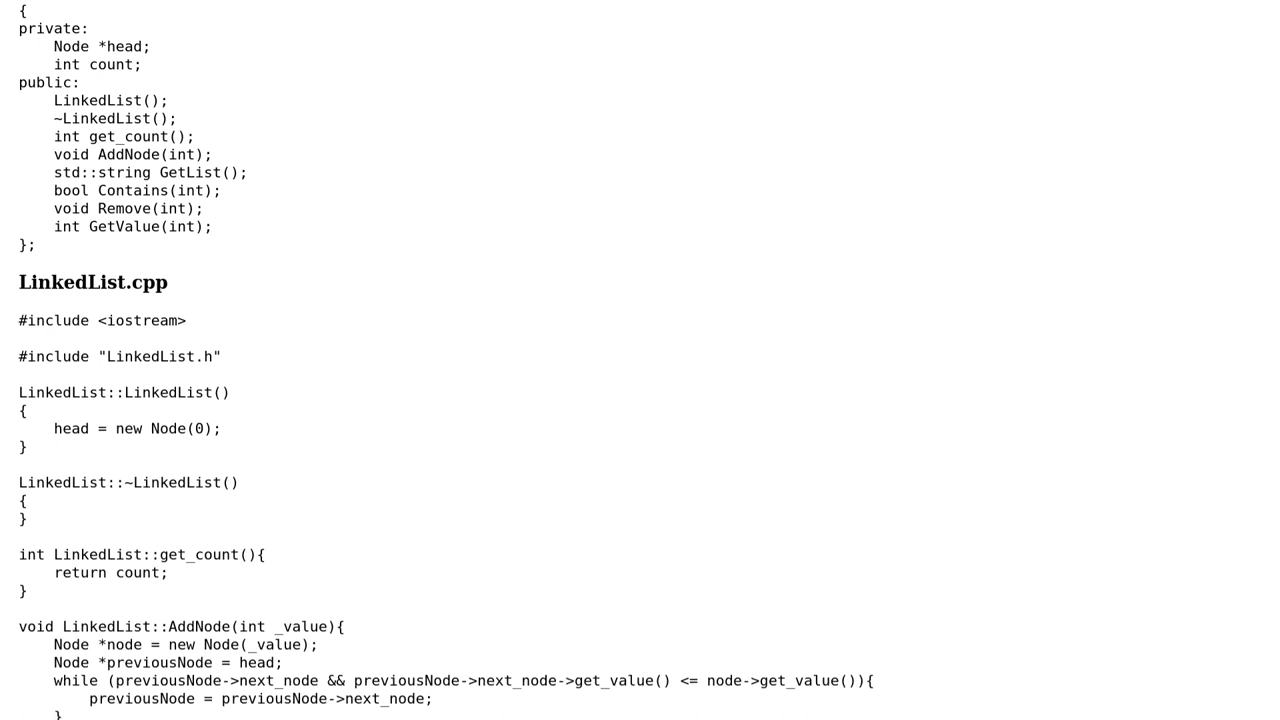 {
private:
    Node *head;
    int count;
public:
    LinkedList();
    ~LinkedList();
    int get_count();
    void AddNode(int);
    std::string GetList();
    bool Contains(int);
    void Remove(int);
    int GetValue(int);
};
LinkedList.cpp
#include <iostream>
#include "LinkedList.h"
LinkedList::LinkedList()
{
    head = new Node(0);
}
LinkedList::~LinkedList()
{
}
int LinkedList::get_count(){
    return count;
}
void LinkedList::AddNode(int _value){
    Node *node = new Node(_value);
    Node *previousNode = head;
    while (previousNode->next_node && previousNode->next_node->get_value() <= node->get_value()){
        previousNode = previousNode->next_node;
    }